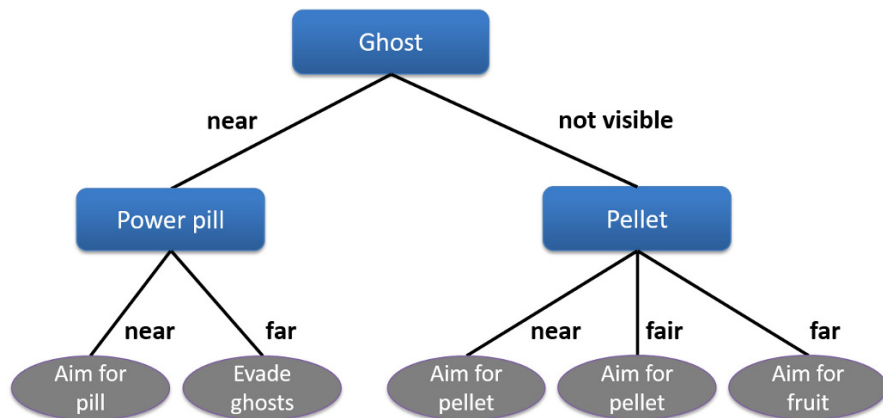 Ghost
near
not visible
Power pill
Pellet
near
far
near
fair
far
Aim for
pill
Evade
ghosts
Aim for
pellet
Aim for
pellet
Aim for
fruit